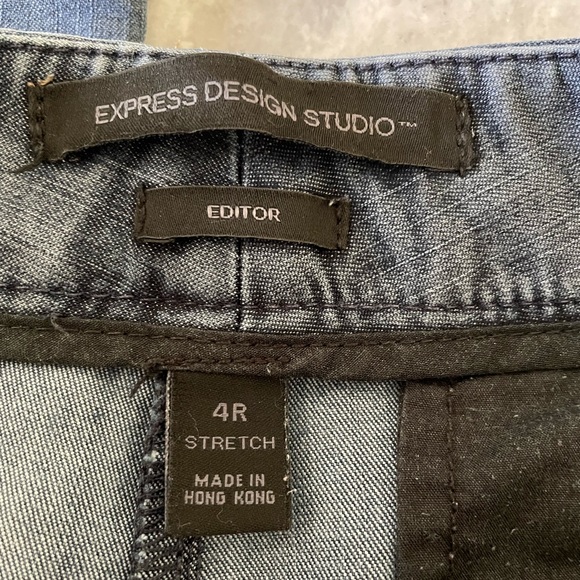 EXPRESS DESIGN STUDIO™
EDITOR
4R
STRETCH
MADE IN
HONG KONG